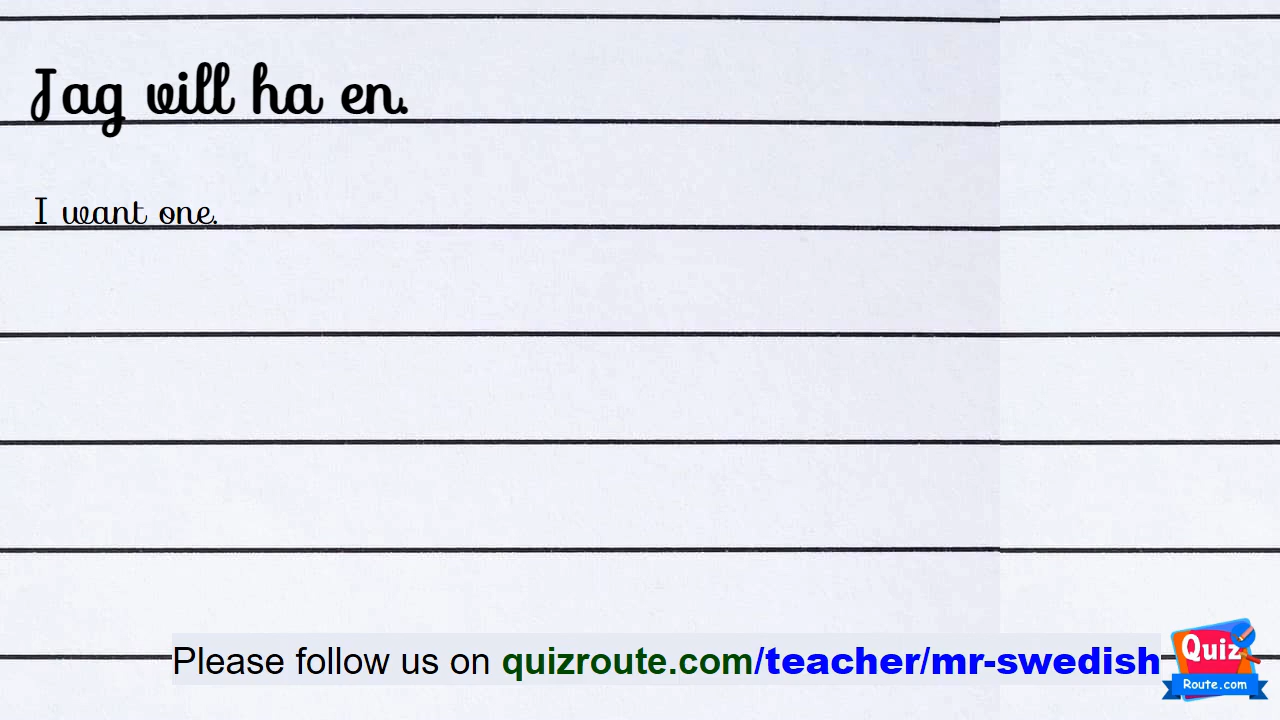 Jag vill ha en.
I want one.
Please follow us on quizroute.com/teacher/mr-swedish
Quiz
Route.com